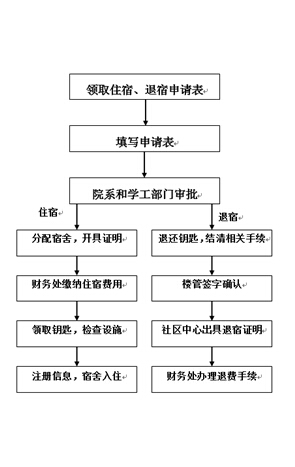 领取住宿、退宿申请表
填写申请表
院系和学工部门审批
住宿
退宿
分配宿舍，开具证明
退还钥匙，结清相关手续
财务处缴纳住宿费用
楼管签字确认
领取钥匙，检查设施
社区中心出具退宿证明
注册信息，宿舍入住
财务处办理退费手续